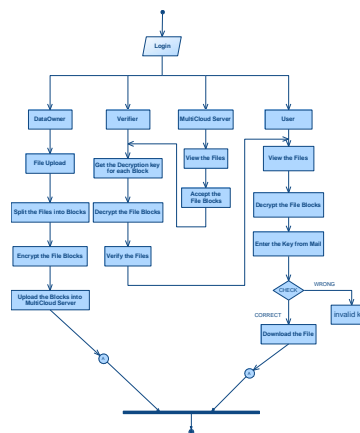 Login
DataOwner
Verifier
MultiCloud Server
User
File Upload
Get the Decryption key
for each Block
View the Files
View the Files
Accept the
File Blocks
Split the Files into Blocks
Decrypt the File Blocks
Decrypt the File Blocks
Encrypt the File Blocks
Verify the Files
Enter the Key from Mail
Upload the Blocks into
MultiCloud Server
CHECK
WRONG
invalid k
CORRECT
Download the File